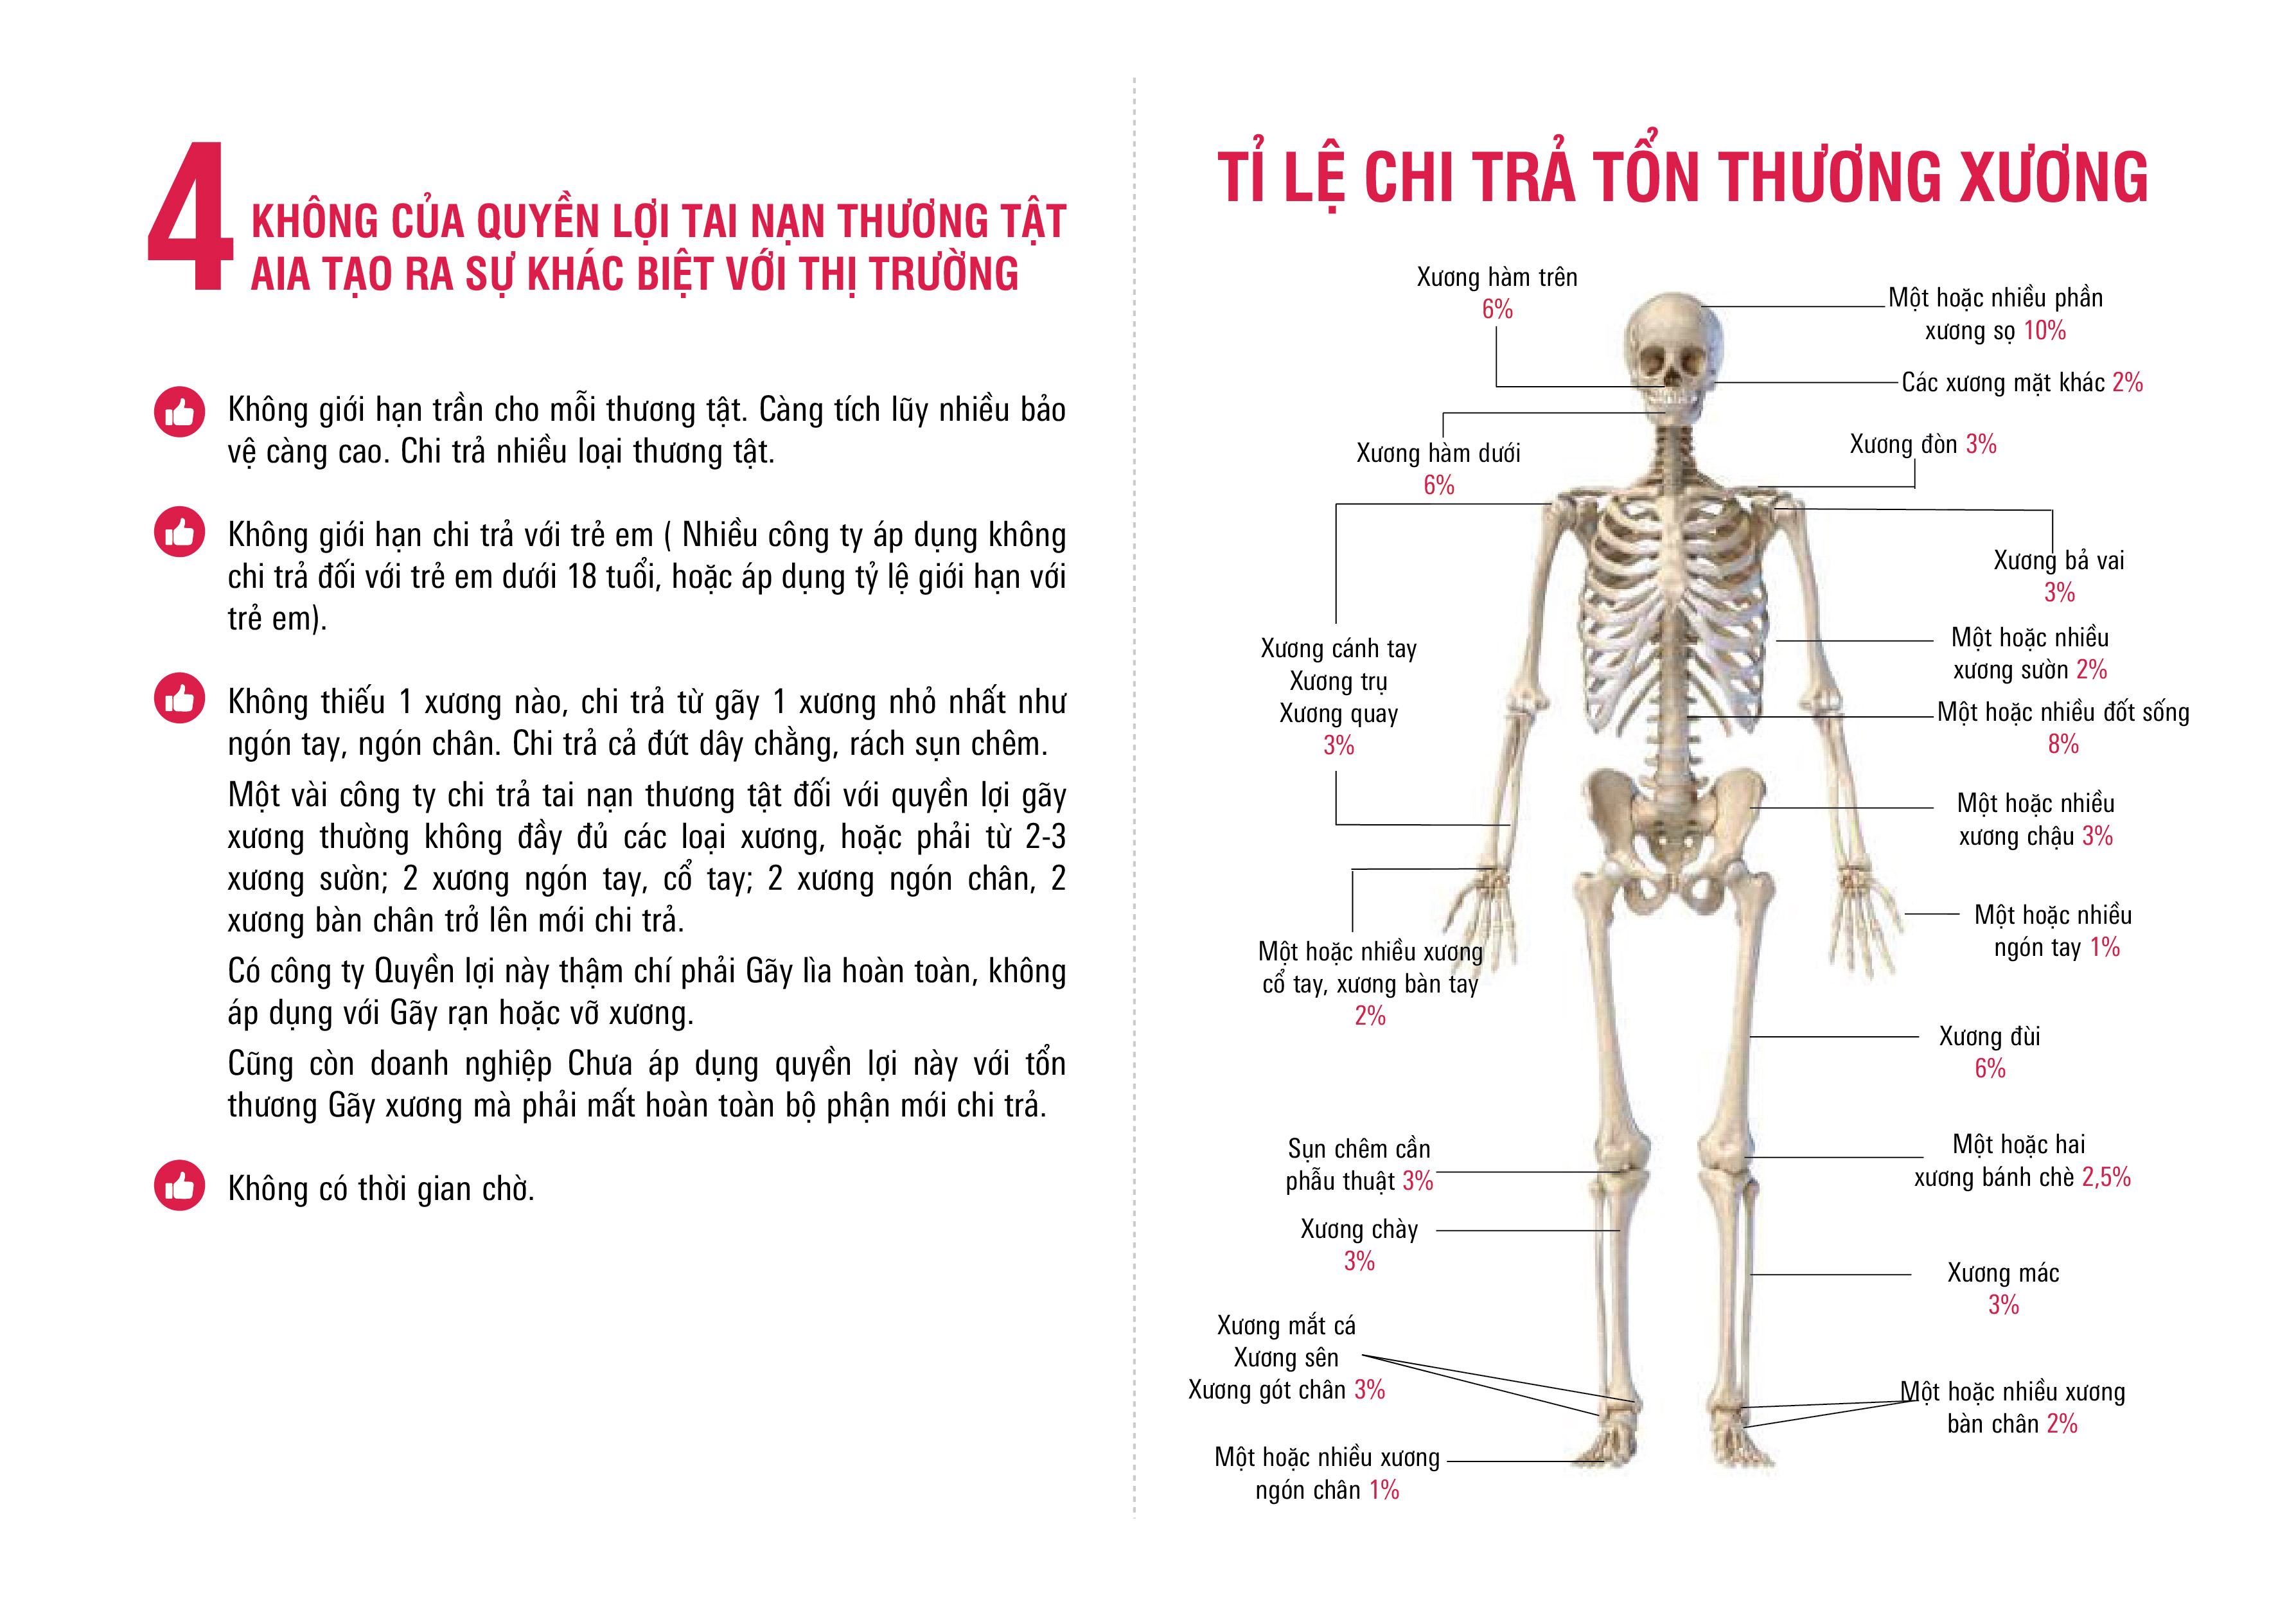 4
KHÔNG CỦA QUYỀN LỢI TAI NẠN THƯƠNG TẬT
AIA TẠO RA SỰ KHÁC BIỆT VỚI THỊ TRƯỜNG
Không giới hạn trần cho mỗi thương tật. Càng tích lũy nhiều bảo
vệ càng cao. Chi trả nhiều loại thương tật.
Không giới hạn chi trả với trẻ em ( Nhiều công ty áp dụng không
chi trả đối với trẻ em dưới 18 tuổi, hoặc áp dụng tỷ lệ giới hạn với
trẻ em).
Không thiếu 1 xương nào, chi trả từ gãy 1 xương nhỏ nhất như
ngón tay, ngón chân. Chi trả cả đứt dây chằng, rách sụn chêm.
Một vài công ty chi trả tai nạn thương tật đối với quyền lợi gãy
xương thường không đầy đủ các loại xương, hoặc phải từ 2-3
xương sườn; 2 xương ngón tay, cổ tay; 2 xương ngón chân, 2
xương bàn chân trở lên mới chi trả.
Có công ty Quyền lợi này thậm chí phải Gãy lìa hoàn toàn, không
áp dụng với Gãy rạn hoặc vỡ xương.
Cũng còn doanh nghiệp Chưa áp dụng quyền lợi này với tổn
thương Gãy xương mà phải mất hoàn toàn bộ phận mới chi trả.
Không có thời gian chờ.
TỈ LỆ CHI TRẢ TỔN THƯƠNG XƯƠNG
Xương hàm trên
6%
Một hoặc nhiều phần
xương sọ 10%
Các xương mặt khác 2%
Xương hàm dưới
6%
Xương đòn 3%
Xương bả vai
3%
Xương cánh tay
Xương trụ
Xương quay
3%
Một hoặc nhiều
xương sườn 2%
Một hoặc nhiều đốt sống
8%
Một hoặc nhiều
xương chậu 3%
Một hoặc nhiều
ngón tay 1%
Một hoặc nhiều xương
cổ tay, xương bàn tay
2%
Xương đùi
6%
Sụn chêm cần
phẫu thuật 3%
Một hoặc hai
xương bánh chè 2,5%
Xương chày
3%
Xương mác
3%
Xương mắt cá
Xương sên
Xương gót chân 3%
Một hoặc nhiều xương
bàn chân 2%
Một hoặc nhiều xương
ngón chân 1%